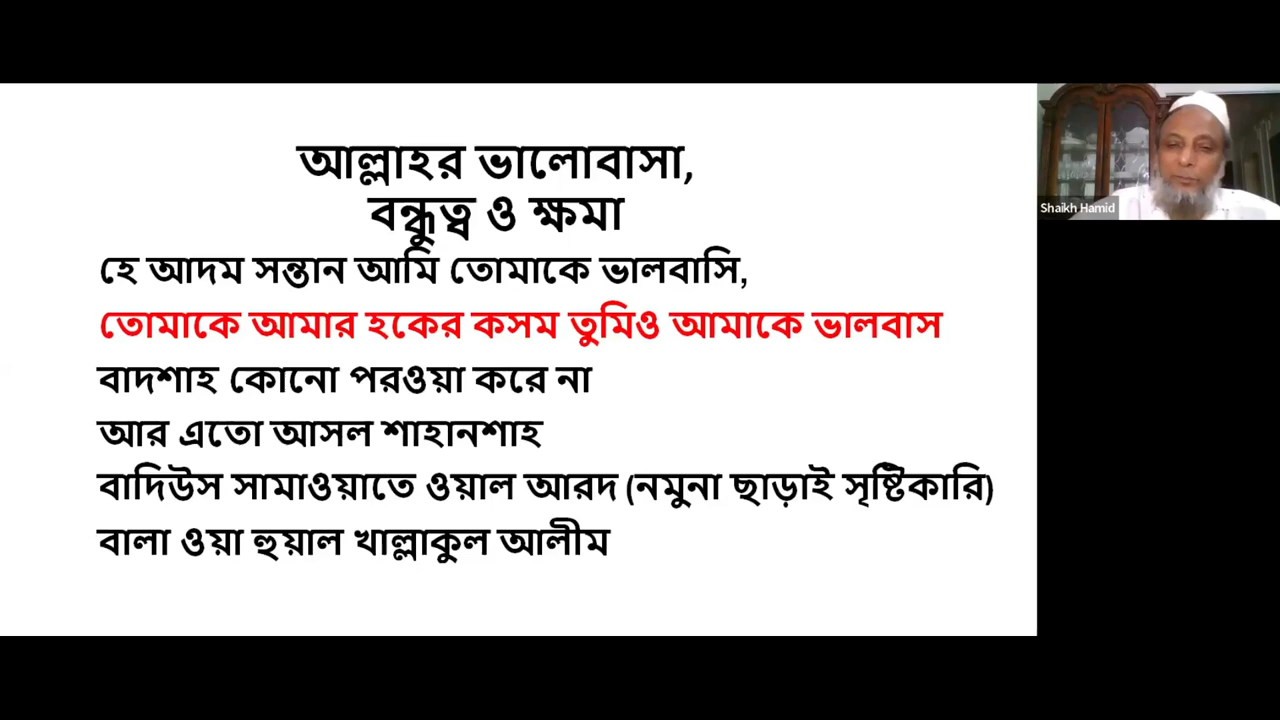 আল্লাহর ভালোবাসা,
বন্ধুত্ব ও ক্ষমা
হে আদম সন্তান আমি তোমাকে ভালবাসি,
তোমাকে আমার হকের কসম তুমিও আমাকে ভালবাস
বাদশাহ কোনো পরওয়া করে না
আর এতো আসল শাহানশাহ
বাদিউস সামাওয়াতে ওয়াল আরদ (নমুনা ছাড়াই সৃষ্টিকারি)
বালা ওয়া হুয়াল খাল্লাকুল আলীম
Shaikh Hamid